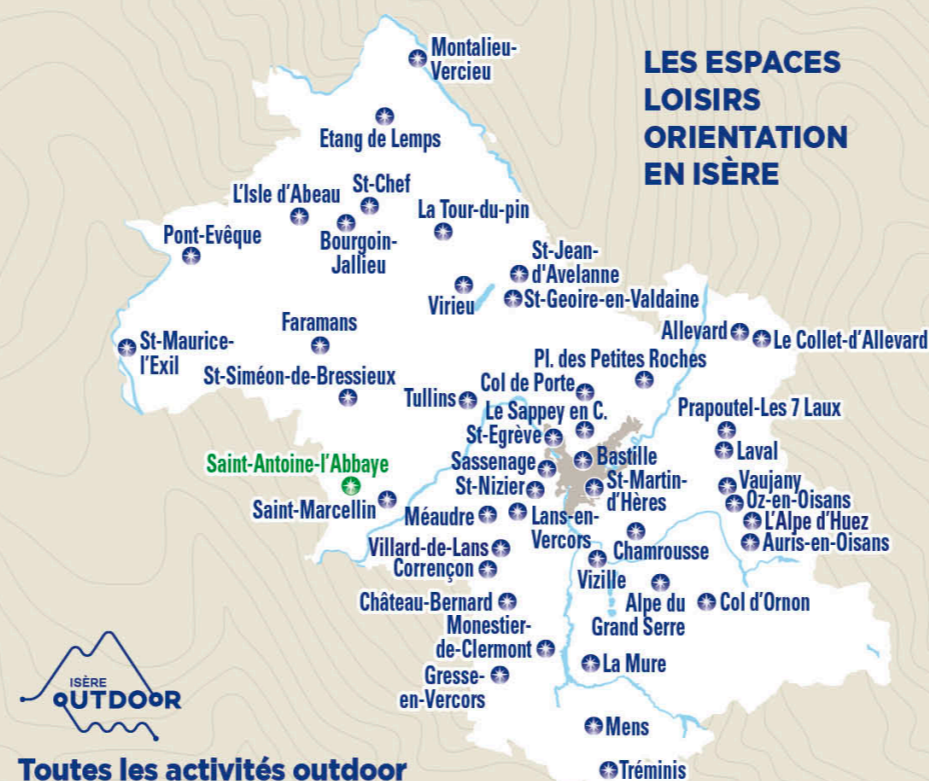 LES ESPACES
LOISIRS
ORIENTATION
EN ISÈRE
Montalieu-
Vercieu
Etang de Lemps
L'Isle d'Abeau
St-Chef
La Tour-du-pin
Pont-Evêque
Bourgoin-
Jallieu
St-Jean-
d'Avelanne
Virieu
St-Geoire-en-Valdaine
Faramans
St-Maurice-
l'Exil
Allevard
Le Collet-d'Allevard
Pl. des Petites Roches
St-Siméon-de-Bressieux
Tullins
Col de Porte
Le Sappey en C.
Prapoutel-Les 7 Laux
St-Egrève
Laval
Saint-Antoine-l'Abbaye
Sassenage
Bastille
St-Nizier
St-Martin-
d'Hères
Vaujany
Oz-en-Oisans
Saint-Marcellin
Méaudre
Lans-en-
Vercors
L'Alpe d'Huez
Auris-en-Oisans
Chamrousse
Villard-de-Lans
Corrençon
Vizille
Château-Bernard
Alpe du
Grand Serre
Col d'Ornon
Monestier-
de-Clermont
La Mure
Gresse-
en-Vercors
Mens
Tréminis
ISÈRE
OUTDOOR
Toutes les activités outdoor